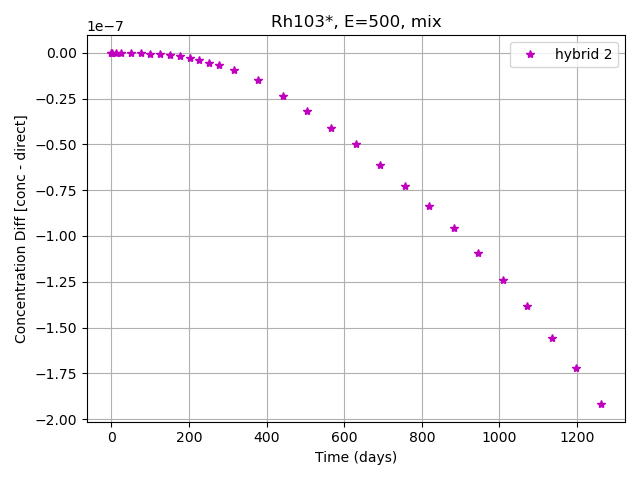 Rh103*, E=500, mix
1e−7
hybrid 2
0.00
−0.25
−0.50
−0.75
−1.00
−1.25
−1.50
−1.75
−2.00
Concentration Diff [conc - direct]
0 200 400 600 800 1000 1200
Time (days)